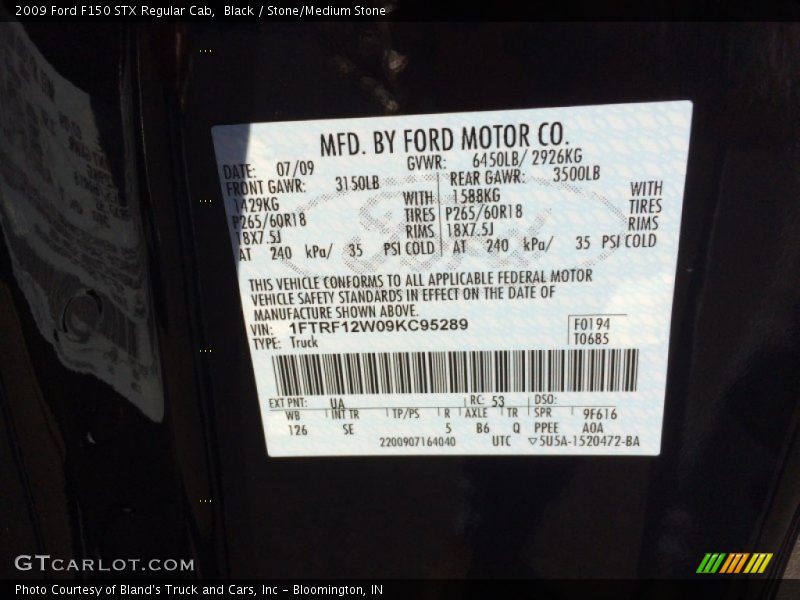 2009 Ford F150 STX Regular Cab,  Black / Stone/Medium Stone
MFD. BY FORD MOTOR CO.
DATE: 07/09 GVWR: 6450LB/ 2926KG
FRONT GAWR: 3150LB REAR GAWR: 3500LB
1429KG WITH 1588KG WITH
P265/60R18 TIRES P265/60R18 TIRES
18X7.5J RIMS 18X7.5J RIMS
AT 240 kPa/ 35 PSI COLD AT 240 kPa/ 35 PSI COLD
THIS VEHICLE CONFORMS TO ALL APPLICABLE FEDERAL MOTOR
VEHICLE SAFETY STANDARDS IN EFFECT ON THE DATE OF
MANUFACTURE SHOWN ABOVE.
VIN: 1FTRF12W09KC95289 F0194
TYPE: Truck T0685
EXT PNT: UA RC: 53 DSO:
WB INT TR TP/PS R AXLE TR SPR 9F616
126 SE 5 B6 Q PPEE AOA
2200907164040 UTC ▽5U5A-1520472-BA
GTCARLOT.COM
Photo Courtesy of Bland's Truck and Cars, Inc - Bloomington, IN